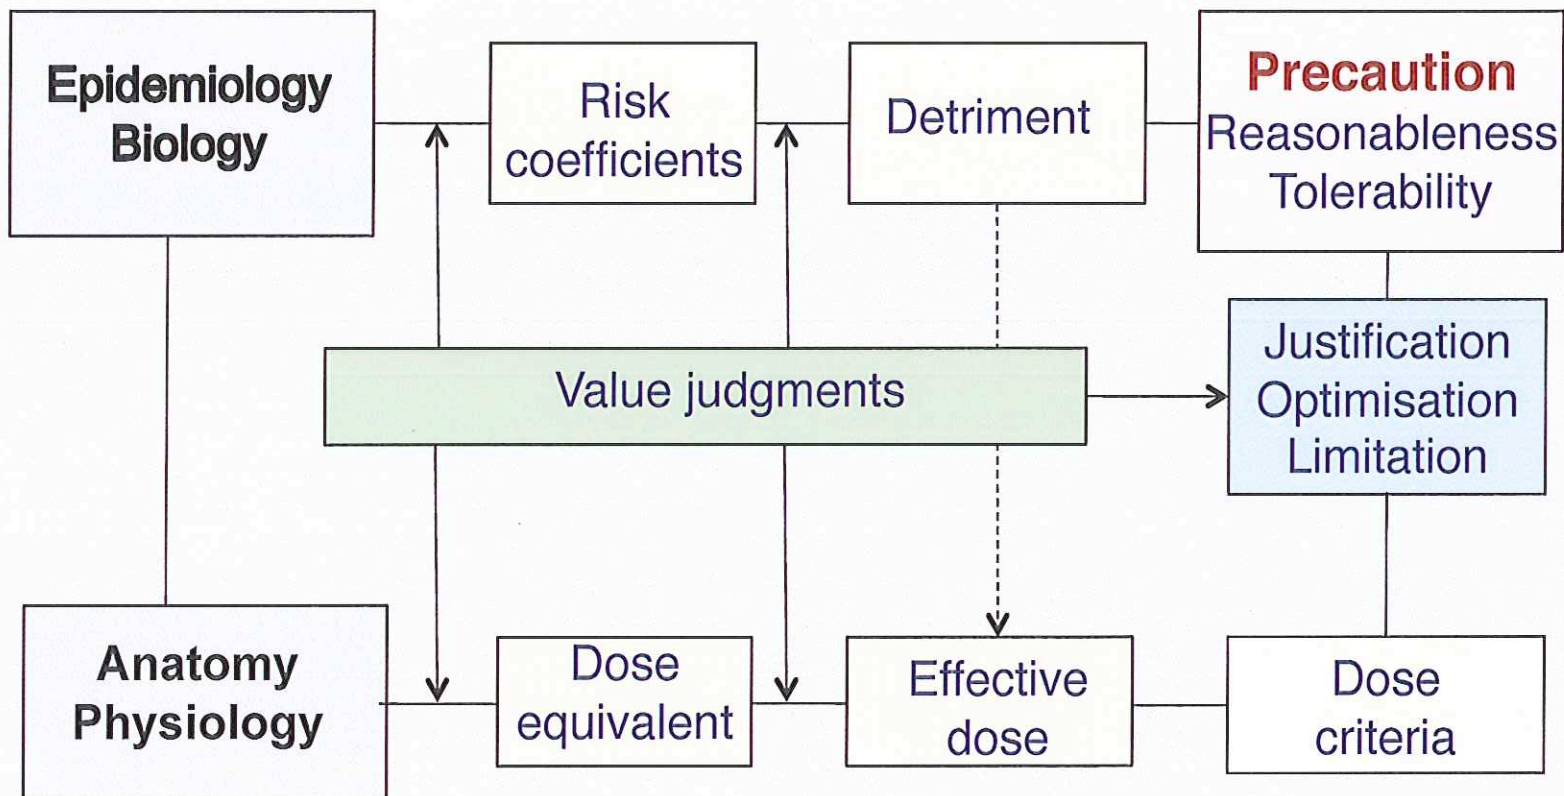 Epidemiology
Biology
Risk
coefficients
Detriment
Precaution
Reasonableness
Tolerability
Value judgments
Justification
Optimisation
Limitation
Anatomy
Physiology
Dose
equivalent
Effective
dose
Dose
criteria